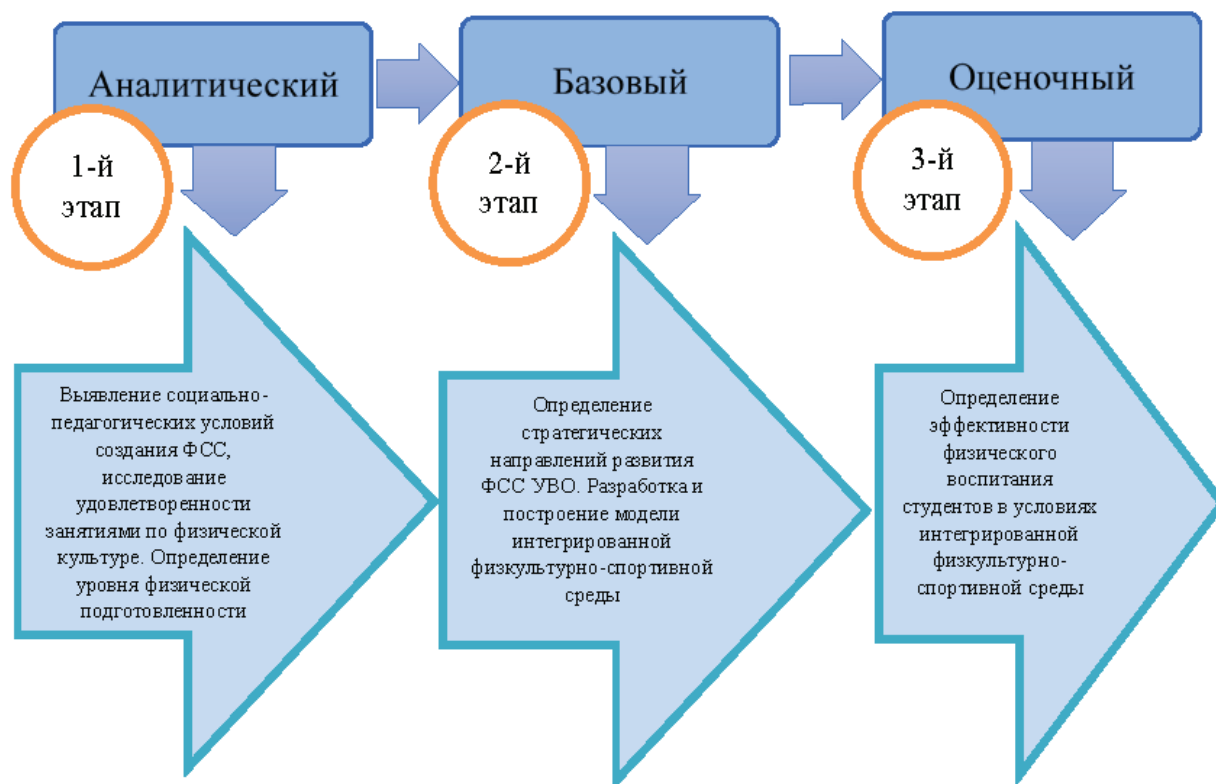 Аналитический
1-й
этап
Выявление социально-
педагогических условий
создания ФСС,
исследование
удовлетворенности
занятиями по физической
культуре. Определение
уровня физической
подготовленности
Базовый
2-й
этап
Определение
стратегических
направлений развития
ФСС УВО. Разработка и
построение модели
интегрированной
физкультурно-спортивной
среды
Оценочный
3-й
этап
Определение
эффективности
физического
воспитания
студентов в условиях
интегрированной
физкультурно-
спортивной среды